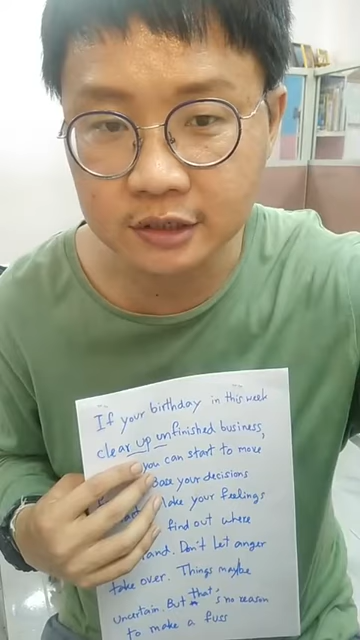 If your birthday in this week
clear up unfinished business,
you can start to move
Base your decisions
Make your feelings
find out where
and. Don't let anger
take over. Things maybe
uncertain. But that's no reason
to make a fuss